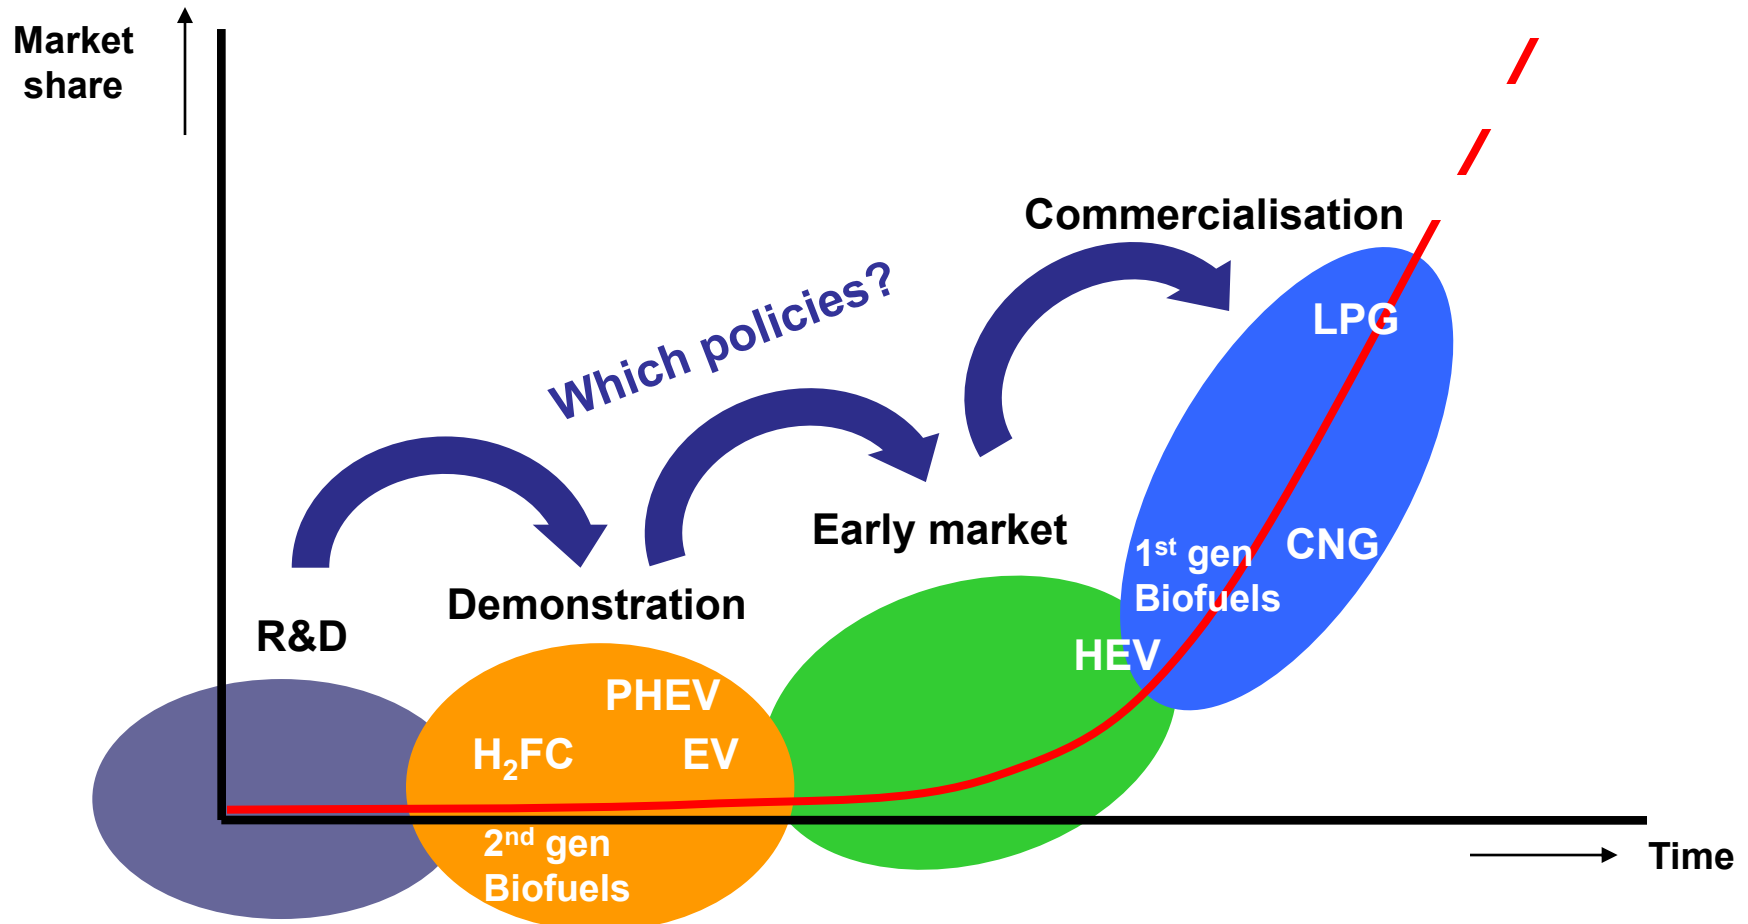 Market
share
Commercialisation
Which policies?
LPG
Early market
1st gen
Biofuels
CNG
Demonstration
R&D
HEV
PHEV
H₂FC
EV
2nd gen
Biofuels
Time